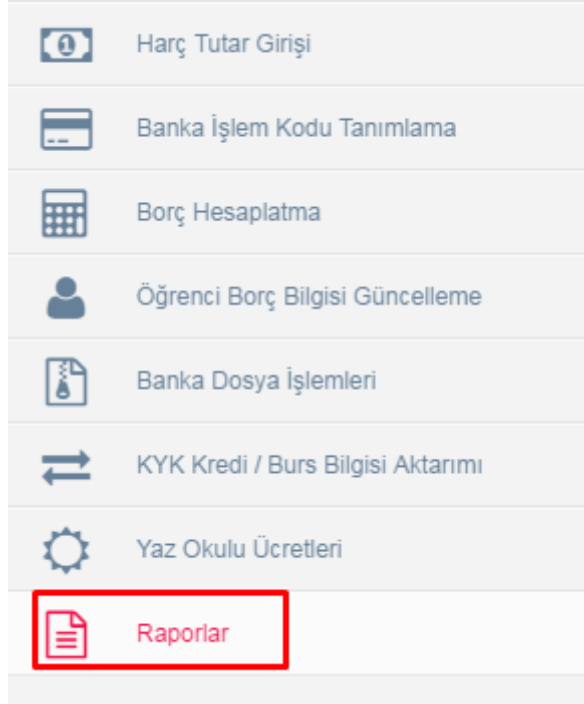 Harç Tutar Girişi
Banka İşlem Kodu Tanımlama
Borç Hesaplatma
Öğrenci Borç Bilgisi Güncelleme
Banka Dosya İşlemleri
KYK Kredi / Burs Bilgisi Aktarımı
Yaz Okulu Ücretleri
Raporlar